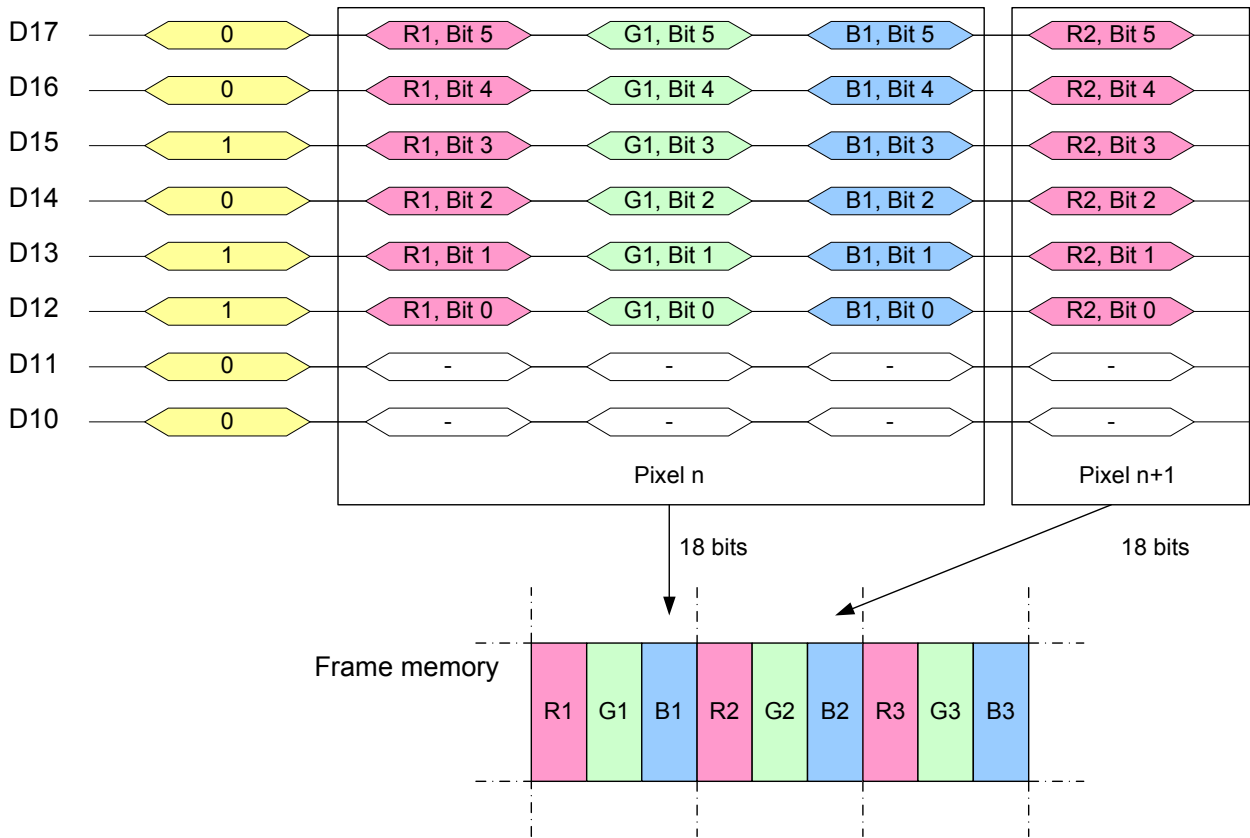 D17 0 R1, Bit 5 G1, Bit 5 B1, Bit 5 R2, Bit 5
D16 0 R1, Bit 4 G1, Bit 4 B1, Bit 4 R2, Bit 4
D15 1 R1, Bit 3 G1, Bit 3 B1, Bit 3 R2, Bit 3
D14 0 R1, Bit 2 G1, Bit 2 B1, Bit 2 R2, Bit 2
D13 1 R1, Bit 1 G1, Bit 1 B1, Bit 1 R2, Bit 1
D12 1 R1, Bit 0 G1, Bit 0 B1, Bit 0 R2, Bit 0
D11 0 - - - -
D10 0 - - - -
Pixel n Pixel n+1
18 bits 18 bits
Frame memory
R1 G1 B1 R2 G2 B2 R3 G3 B3